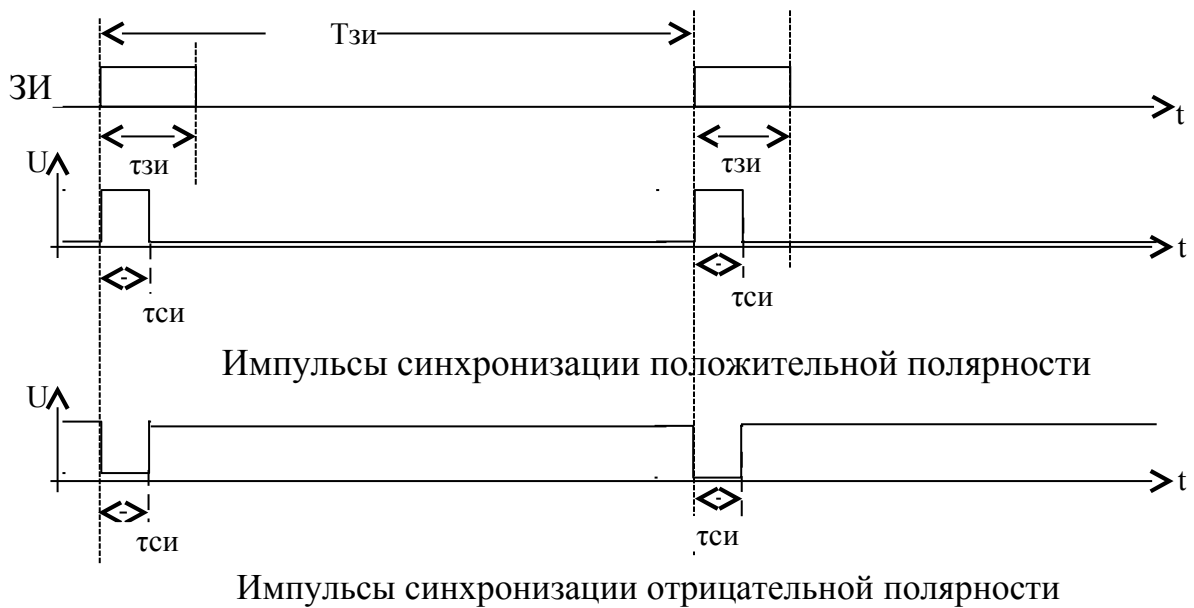 Тзи
ЗИ
t
τзи τзи
U
t
τси τси
Импульсы синхронизации положительной полярности
U
t
τси τси
Импульсы синхронизации отрицательной полярности